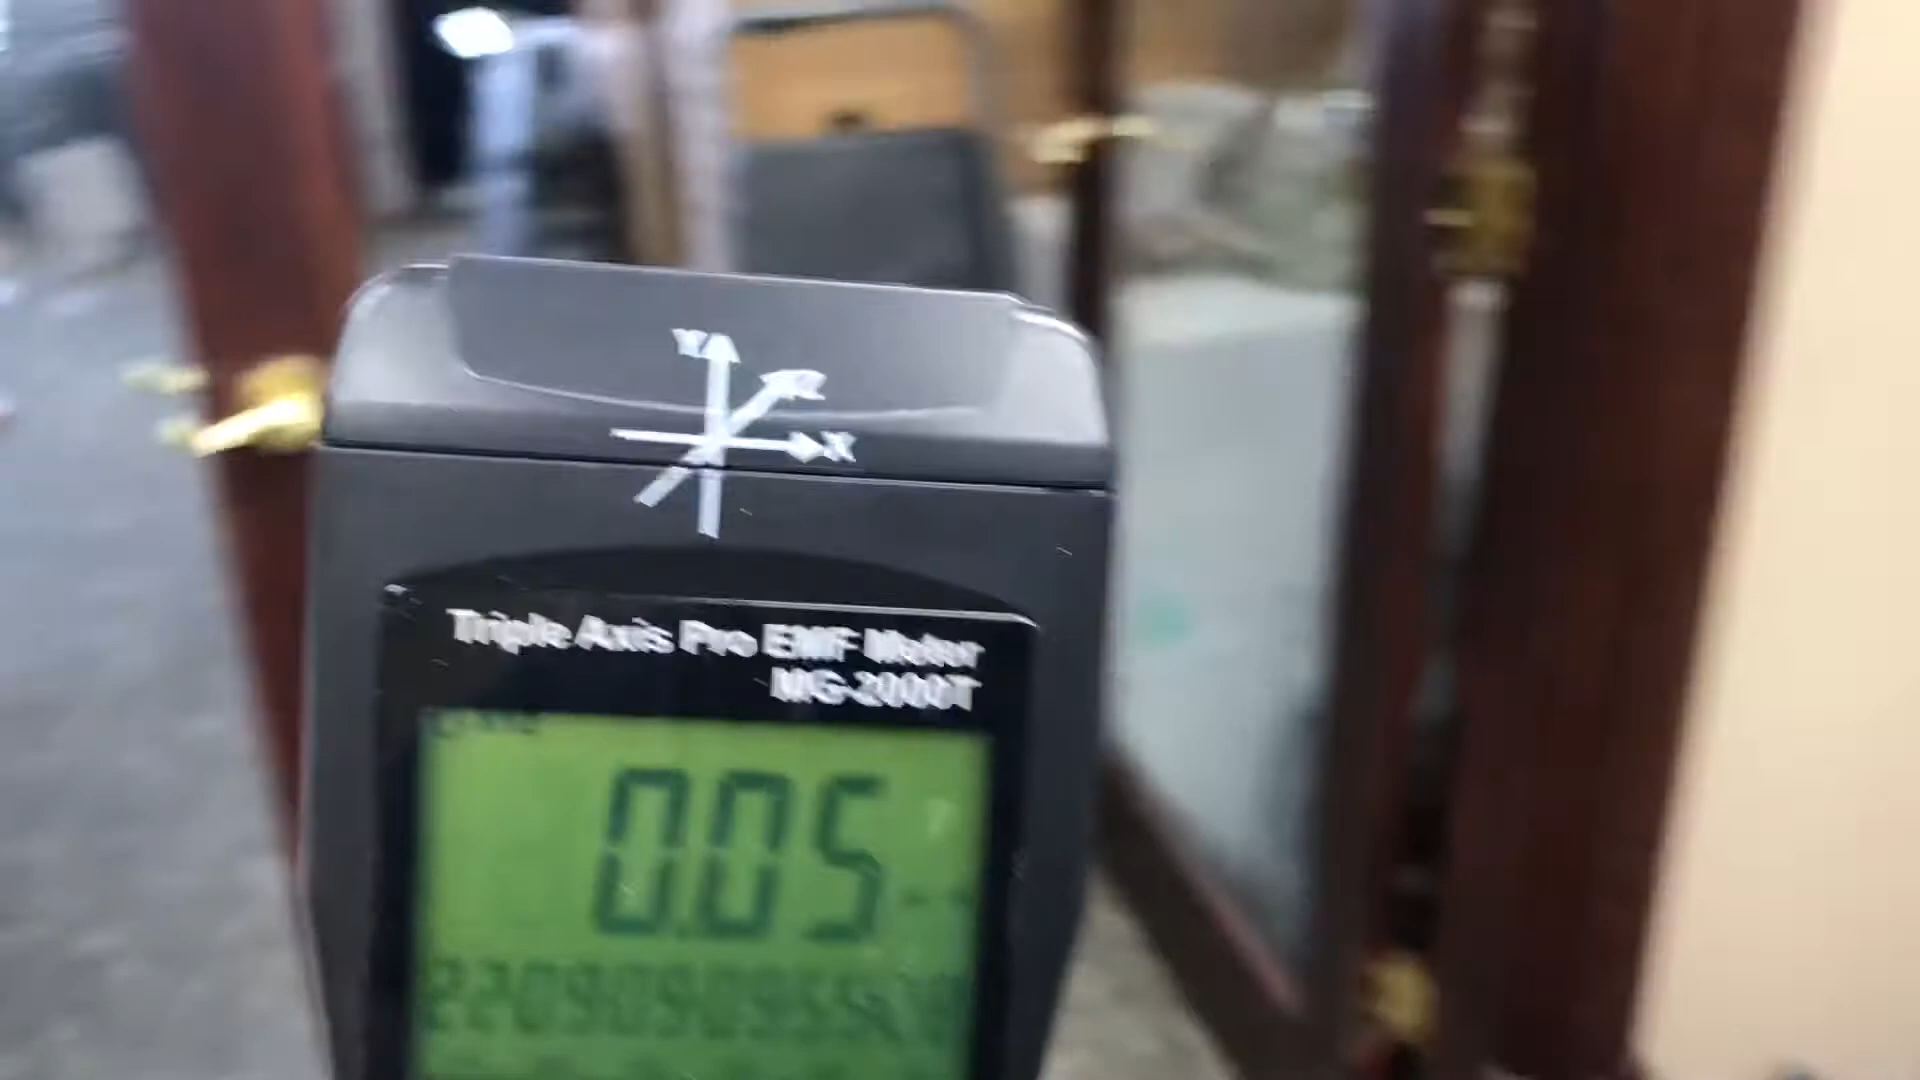 Y
Z
X
Triple Axis Pro EMF Meter
MG-2000T
0.05